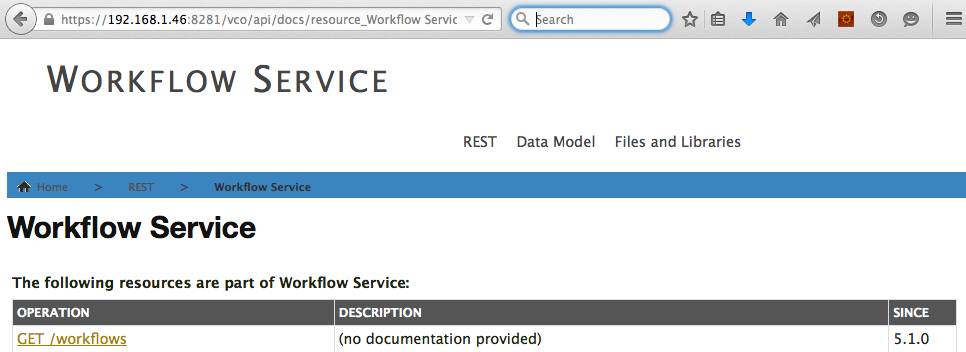 https://192.168.1.46:8281/vco/api/docs/resource_Workflow Servic
Search
WORKFLOW SERVICE
REST Data Model Files and Libraries
Home > REST > Workflow Service
Workflow Service
The following resources are part of Workflow Service:
OPERATION DESCRIPTION SINCE
GET /workflows (no documentation provided) 5.1.0